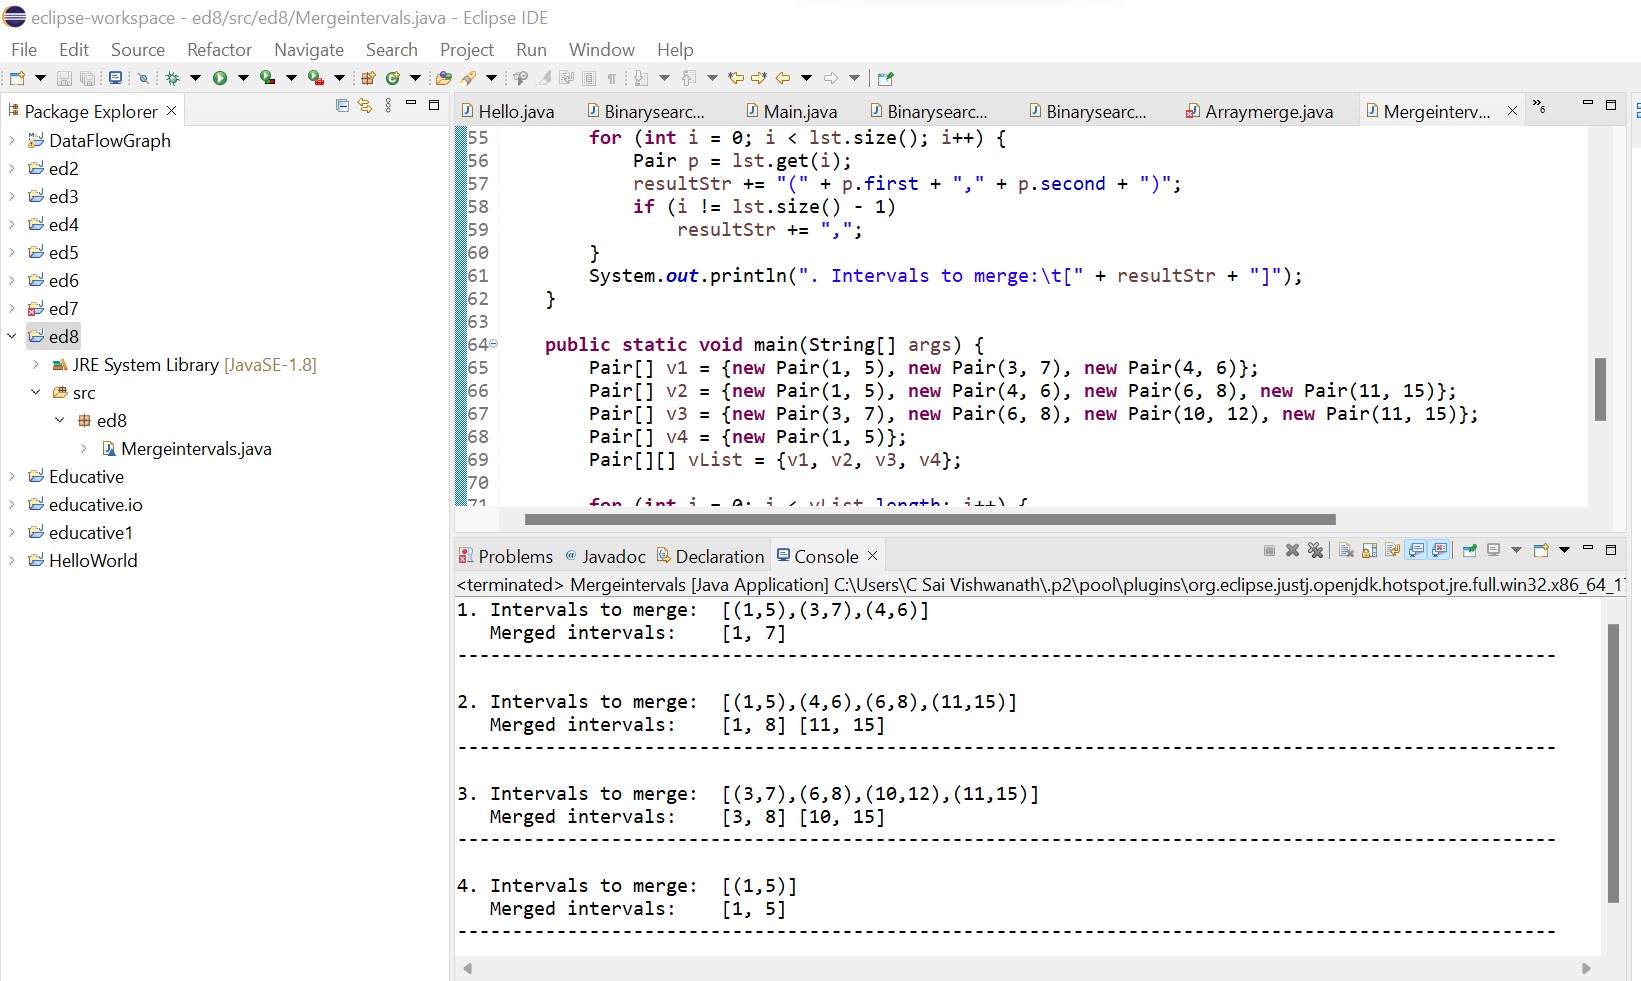 eclipse-workspace - ed8/src/ed8/Mergeintervals.java - Eclipse IDE
File Edit Source Refactor Navigate Search Project Run Window Help
Package Explorer
DataFlowGraph
ed2
ed3
ed4
ed5
ed6
ed7
ed8
JRE System Library [JavaSE-1.8]
src
ed8
Mergeintervals.java
Educative
educative.io
educative1
HelloWorld
Hello.java Binarysearc... Main.java Binarysearc... Binarysearc... Arraymerge.java Mergeinterv... »6
55 for (int i = 0; i < lst.size(); i++) {
56 Pair p = lst.get(i);
57 resultStr += "(" + p.first + "," + p.second + ")";
58 if (i != lst.size() - 1)
59 resultStr += ",";
60 }
61 System.out.println(". Intervals to merge:\t[" + resultStr + "]");
62 }
63
64 public static void main(String[] args) {
65 Pair[] v1 = {new Pair(1, 5), new Pair(3, 7), new Pair(4, 6)};
66 Pair[] v2 = {new Pair(1, 5), new Pair(4, 6), new Pair(6, 8), new Pair(11, 15)};
67 Pair[] v3 = {new Pair(3, 7), new Pair(6, 8), new Pair(10, 12), new Pair(11, 15)};
68 Pair[] v4 = {new Pair(1, 5)};
69 Pair[][] vList = {v1, v2, v3, v4};
70
71 for (int i = 0; i < vList.length; i++) {
Problems @ Javadoc Declaration Console
<terminated> Mergeintervals [Java Application] C:\Users\C Sai Vishwanath\.p2\pool\plugins\org.eclipse.justj.openjdk.hotspot.jre.full.win32.x86_64_1
1. Intervals to merge: [(1,5),(3,7),(4,6)]
Merged intervals: [1, 7]
----------------------------------------------------------------------------------------------------
2. Intervals to merge: [(1,5),(4,6),(6,8),(11,15)]
Merged intervals: [1, 8] [11, 15]
----------------------------------------------------------------------------------------------------
3. Intervals to merge: [(3,7),(6,8),(10,12),(11,15)]
Merged intervals: [3, 8] [10, 15]
----------------------------------------------------------------------------------------------------
4. Intervals to merge: [(1,5)]
Merged intervals: [1, 5]
----------------------------------------------------------------------------------------------------